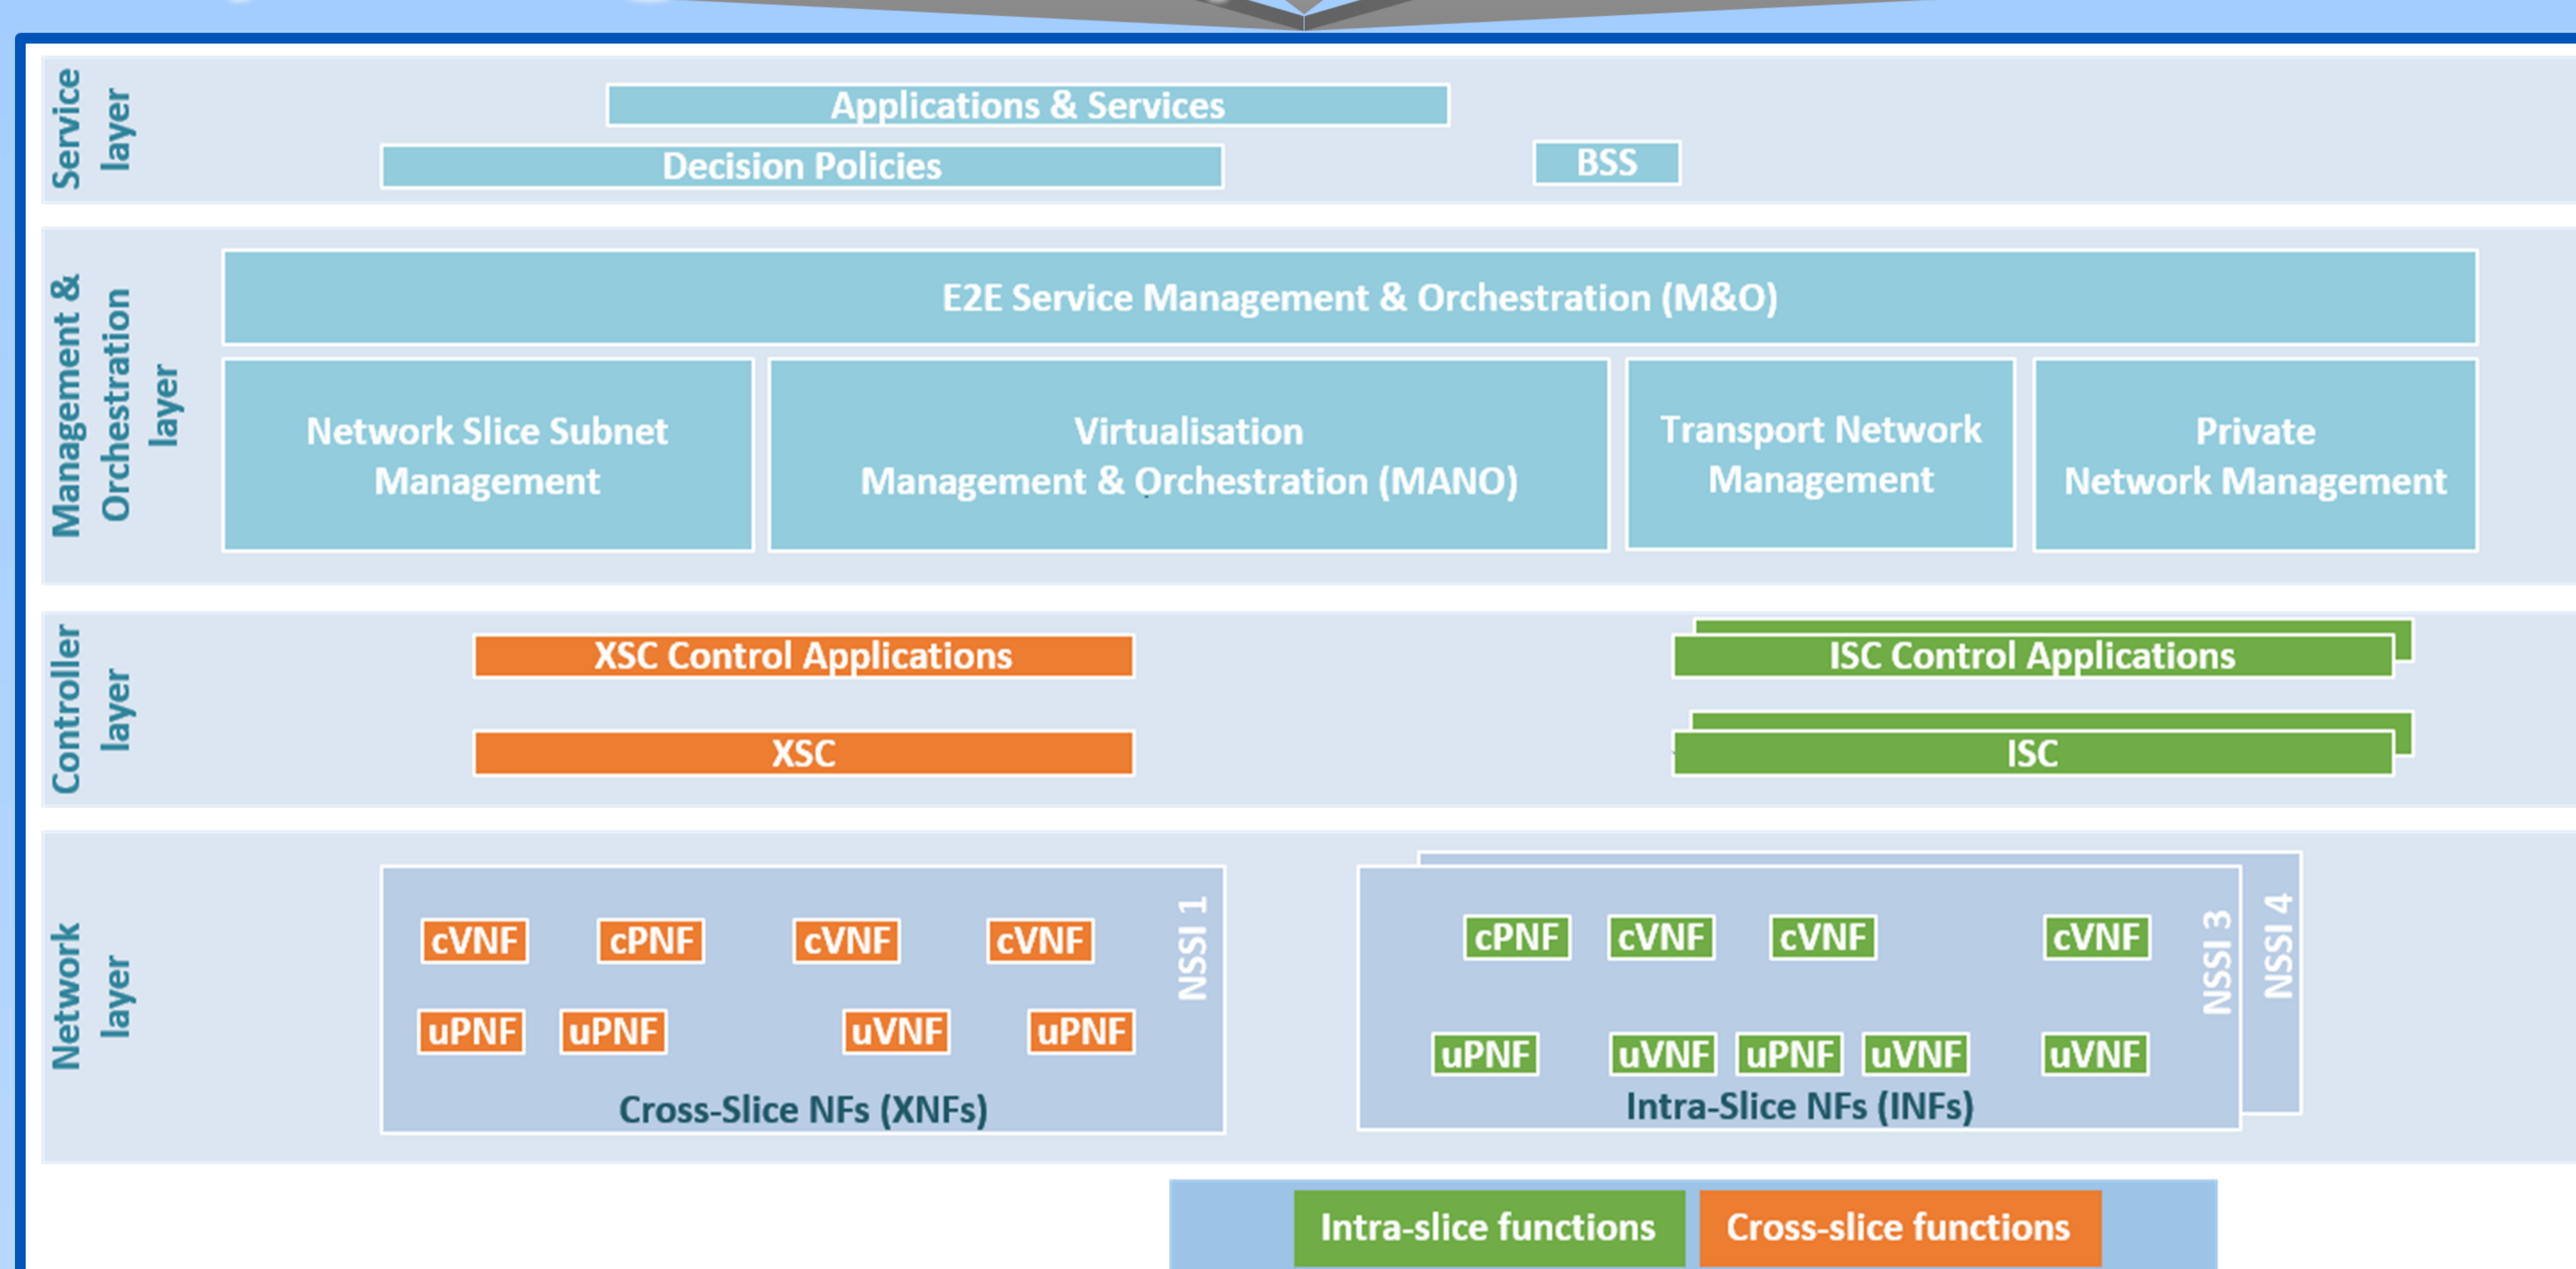 Service
layer
Applications & Services
Decision Policies
BSS
Management &
Orchestration
layer
E2E Service Management & Orchestration (M&O)
Network Slice Subnet
Management
Virtualisation
Management & Orchestration (MANO)
Transport Network
Management
Private
Network Management
Controller
layer
XSC Control Applications
ISC Control Applications
XSC
ISC
Network
layer
cVNF
cPNF
cVNF
cVNF
uPNF
uPNF
uVNF
uPNF
NSSI 1
Cross-Slice NFs (XNFs)
cPNF
cVNF
cVNF
cVNF
uPNF
uVNF
uPNF
uVNF
uVNF
NSSI 3
NSSI 4
Intra-Slice NFs (INFs)
Intra-slice functions
Cross-slice functions